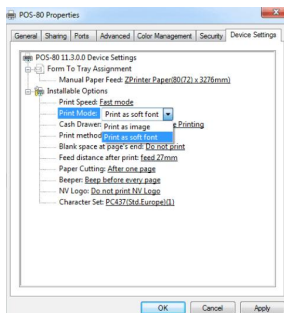 POS-80 Properties
General Sharing Ports Advanced Color Management Security Device Settings
POS-80 11.3.0.0 Device Settings
Form To Tray Assignment
Manual Paper Feed: ZPrinter Paper(80(72) x 3276mm)
Installable Options
Print Speed: Fast mode
Print Mode: Print as soft font
Cash Drawer Printing
Print as image
Print method
Print as soft font
Blank space at page's end: Do not print
Feed distance after print: feed 27mm
Paper Cutting: After one page
Beeper: Beep before every page
NV Logo: Do not print NV Logo
Character Set: PC437(Std.Europe)(1)
OK Cancel Apply